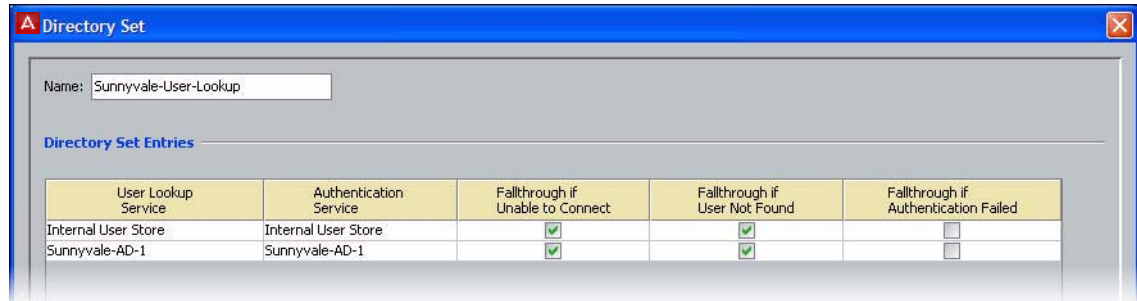 Directory Set
Name: Sunnyvale-User-Lookup
Directory Set Entries
User Lookup Service Authentication Service Fallthrough if Unable to Connect Fallthrough if User Not Found Fallthrough if Authentication Failed
Internal User Store Internal User Store
Sunnyvale-AD-1 Sunnyvale-AD-1